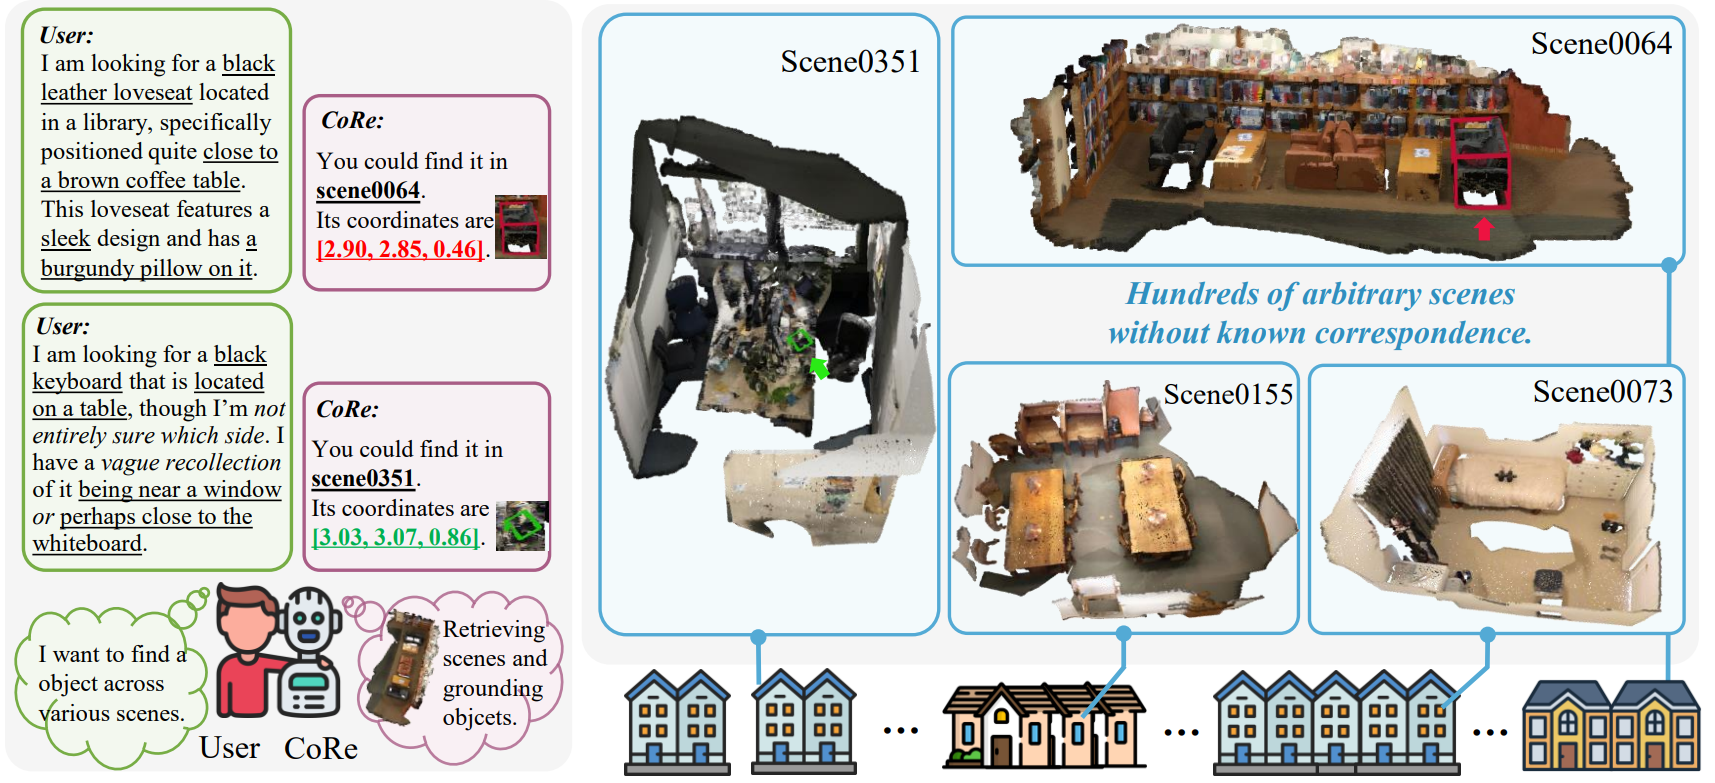 User:
I am looking for a black
leather loveseat located
in a library, specifically
positioned quite close to
a brown coffee table.
This loveseat features a
sleek design and has a
burgundy pillow on it.
CoRe:
You could find it in
scene0064.
Its coordinates are
[2.90, 2.85, 0.46].
User:
I am looking for a black
keyboard that is located
on a table, though I'm not
entirely sure which side. I
have a vague recollection
of it being near a window
or perhaps close to the
whiteboard.
CoRe:
You could find it in
scene0351.
Its coordinates are
[3.03, 3.07, 0.86].
I want to find a
object across
various scenes.
User
CoRe
Retrieving
scenes and
grounding
objcets.
Scene0351
Scene0064
Hundreds of arbitrary scenes
without known correspondence.
Scene0155
Scene0073
...
...
...